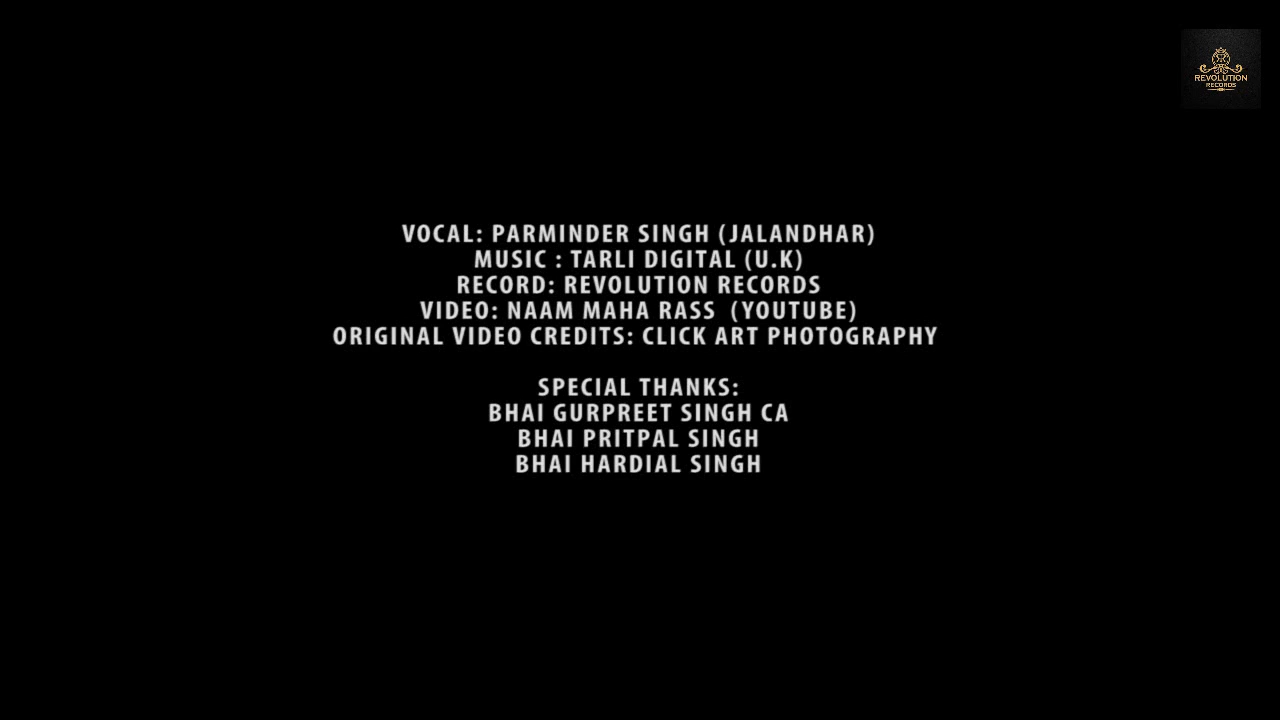 REVOLUTION
RECORDS
VOCAL: PARMINDER SINGH (JALANDHAR)
MUSIC : TARLI DIGITAL (U.K)
RECORD: REVOLUTION RECORDS
VIDEO: NAAM MAHA RASS (YOUTUBE)
ORIGINAL VIDEO CREDITS: CLICK ART PHOTOGRAPHY
SPECIAL THANKS:
BHAI GURPREET SINGH CA
BHAI PRITPAL SINGH
BHAI HARDIAL SINGH